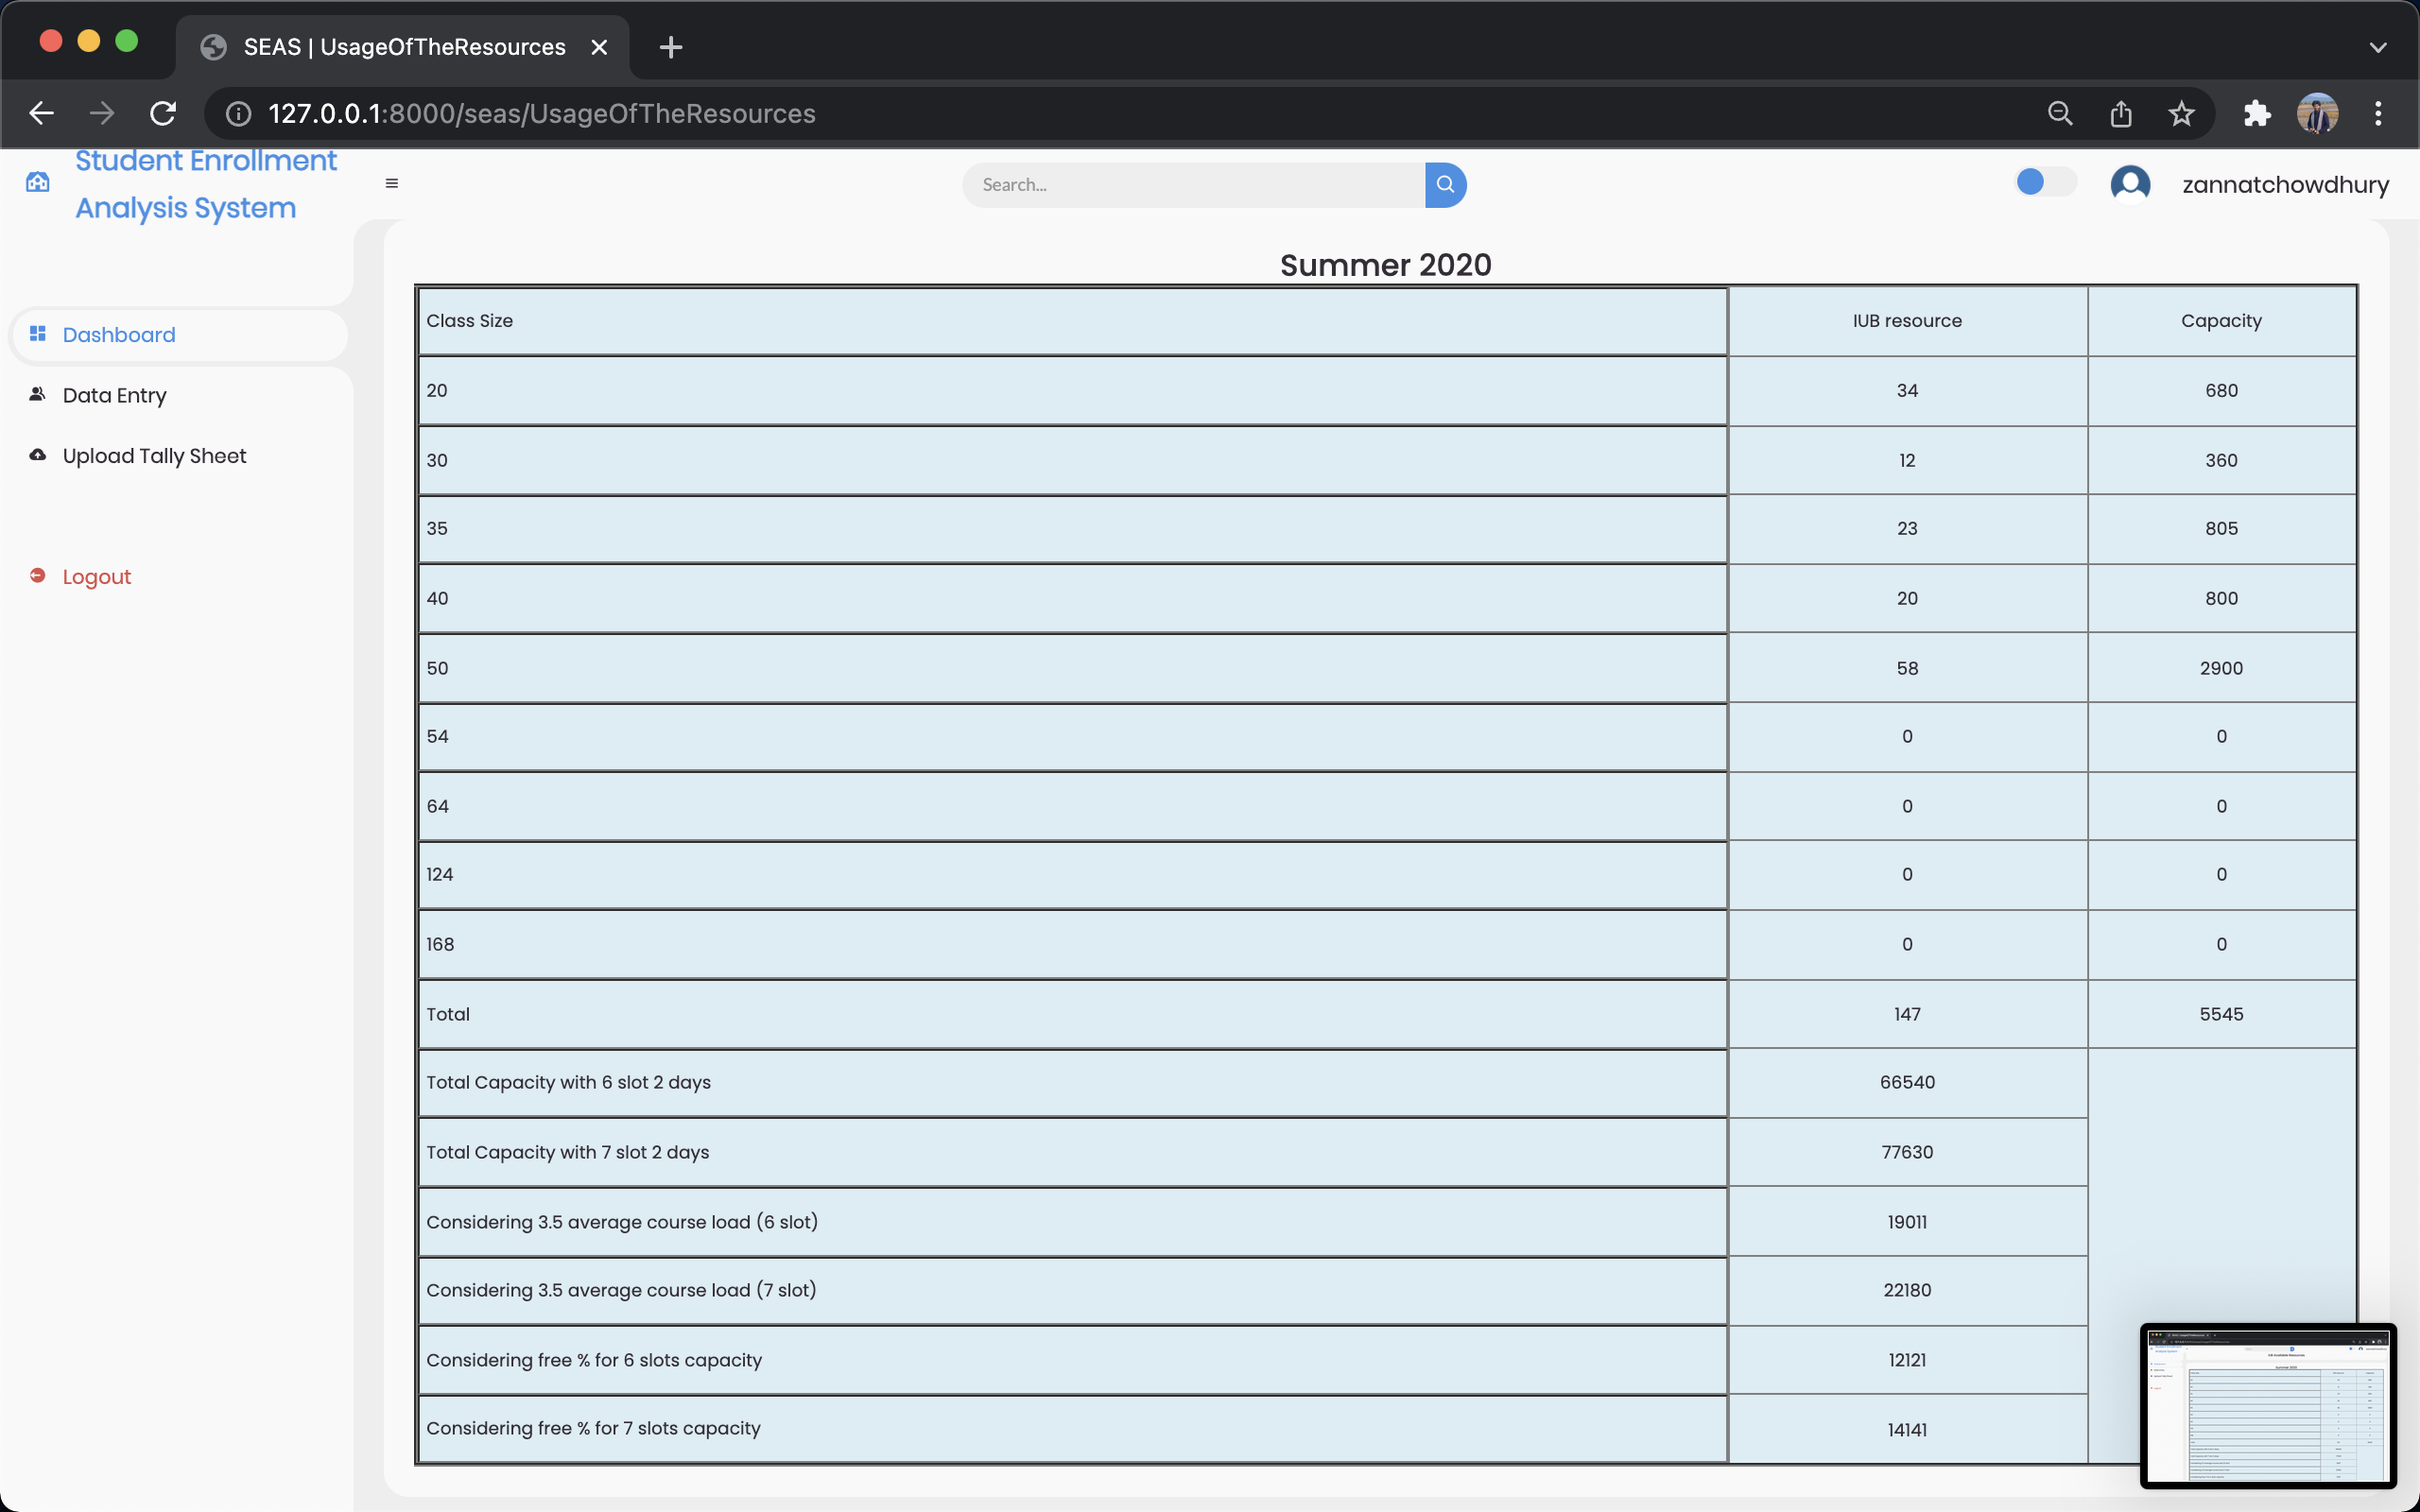 SEAS | UsageOfTheResources
127.0.0.1:8000/seas/UsageOfTheResources
Student Enrollment
Analysis System
Search...
zannatchowdhury
Dashboard
Data Entry
Upload Tally Sheet
Logout
Summer 2020
Class Size IUB resource Capacity
20 34 680
30 12 360
35 23 805
40 20 800
50 58 2900
54 0 0
64 0 0
124 0 0
168 0 0
Total 147 5545
Total Capacity with 6 slot 2 days 66540
Total Capacity with 7 slot 2 days 77630
Considering 3.5 average course load (6 slot) 19011
Considering 3.5 average course load (7 slot) 22180
Considering free % for 6 slots capacity 12121
Considering free % for 7 slots capacity 14141